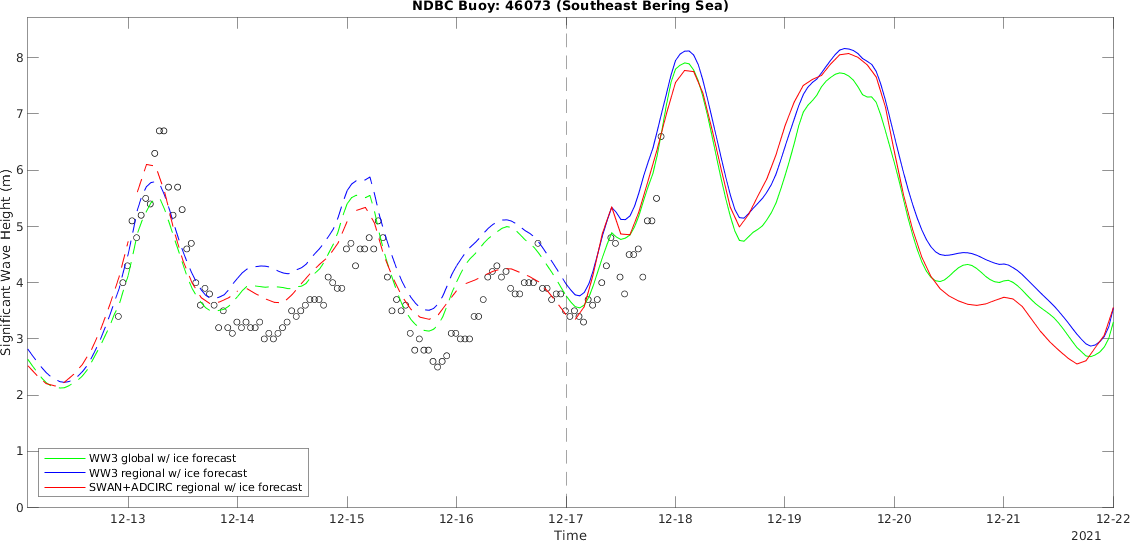 NDBC Buoy: 46073 (Southeast Bering Sea)
Significant Wave Height (m)
8
7
6
5
4
3
2
1
0
WW3 global w/ ice forecast
WW3 regional w/ ice forecast
SWAN+ADCIRC regional w/ ice forecast
12-13 12-14 12-15 12-16 12-17 12-18 12-19 12-20 12-21 12-22
Time 2021